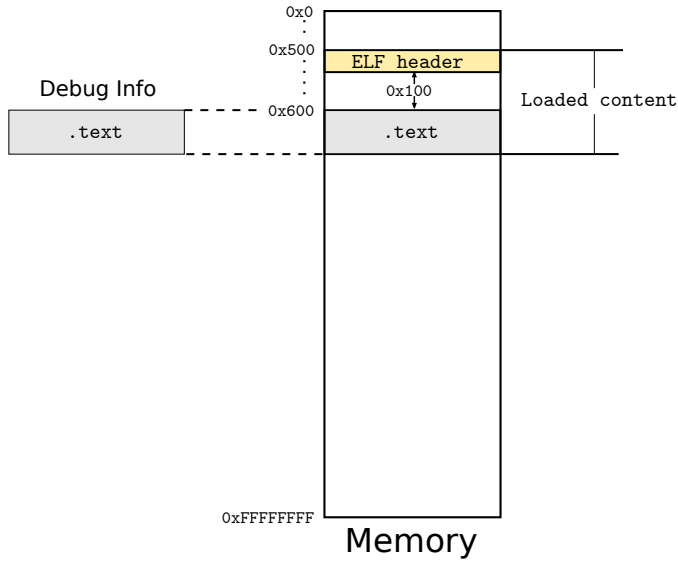 0x0
0x500
ELF header
Debug Info
0x100
Loaded content
0x600
.text
.text
0xFFFFFFFF
Memory